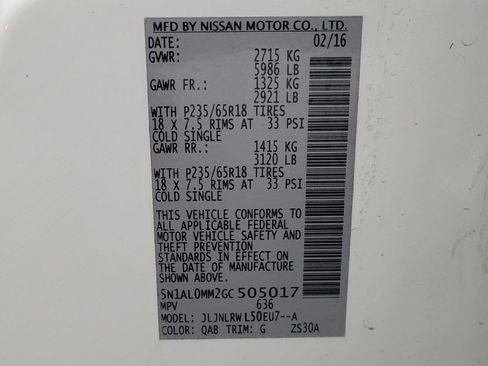 MFD BY NISSAN MOTOR CO., LTD.
DATE: 02/16
GVWR: 2715 KG
5986 LB
GAWR FR.: 1325 KG
2921 LB
WITH P235/65R18 TIRES
18 X 7.5 RIMS AT 33 PSI
COLD SINGLE
GAWR RR.: 1415 KG
3120 LB
WITH P235/65R18 TIRES
18 X 7.5 RIMS AT 33 PSI
COLD SINGLE
THIS VEHICLE CONFORMS TO
ALL APPLICABLE FEDERAL
MOTOR VEHICLE SAFETY AND
THEFT PREVENTION
STANDARDS IN EFFECT ON
THE DATE OF MANUFACTURE
SHOWN ABOVE.
5N1AL0MM2GC505017
MPV 636
MODEL: JLJNLRW L50EU7--A
COLOR: QAB TRIM: G ZS30A